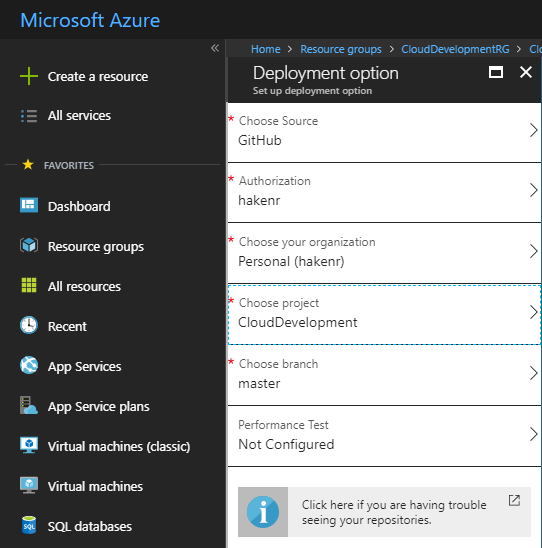 Microsoft Azure
«
Home > Resource groups > CloudDevelopmentRG >
Create a resource
All services
FAVORITES
Dashboard
Resource groups
All resources
Recent
App Services
App Service plans
Virtual machines (classic)
Virtual machines
SQL databases
Deployment option
Set up deployment option
* Choose Source
GitHub
* Authorization
hakenr
* Choose your organization
Personal (hakenr)
* Choose project
CloudDevelopment
* Choose branch
master
Performance Test
Not Configured
Click here if you are having trouble
seeing your repositories.